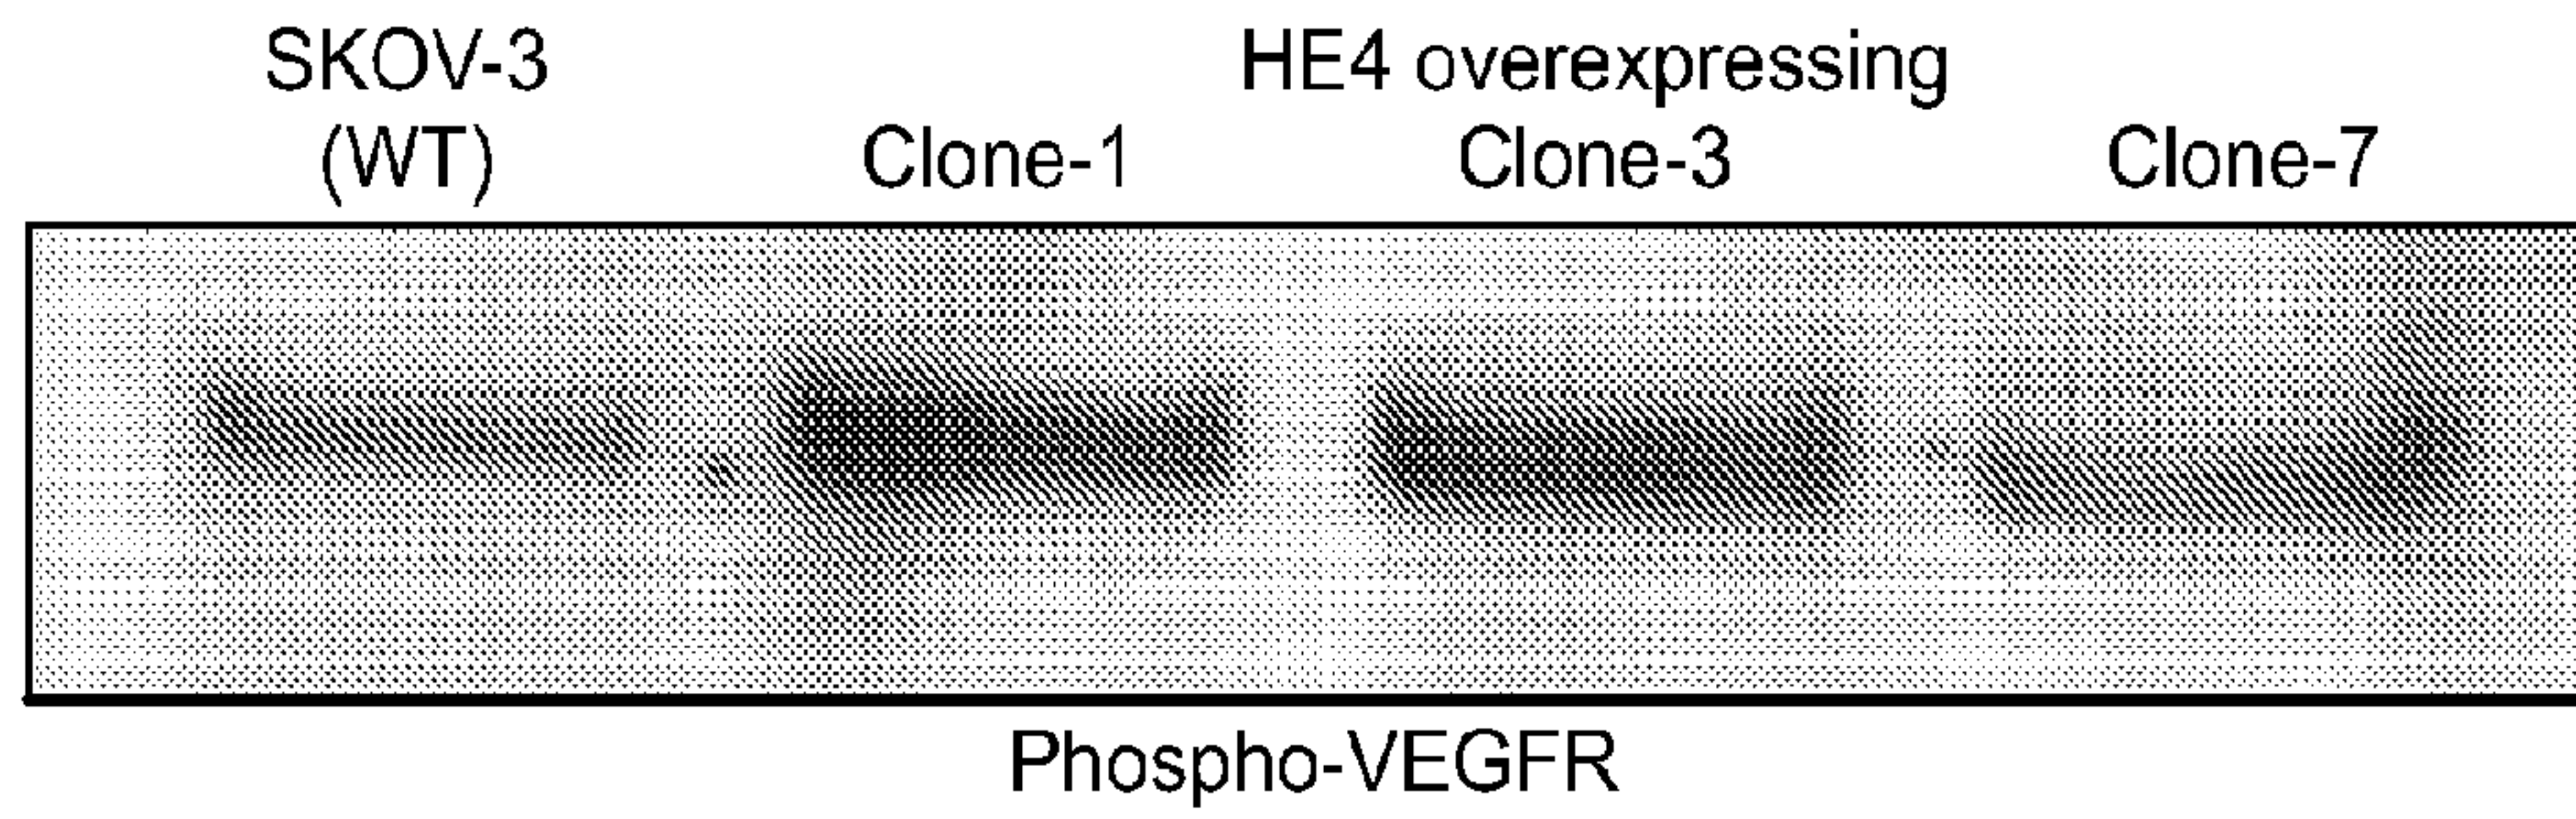 SKOV-3
(WT)
HE4 overexpressing
Clone-1
Clone-3
Clone-7
Phospho-VEGFR